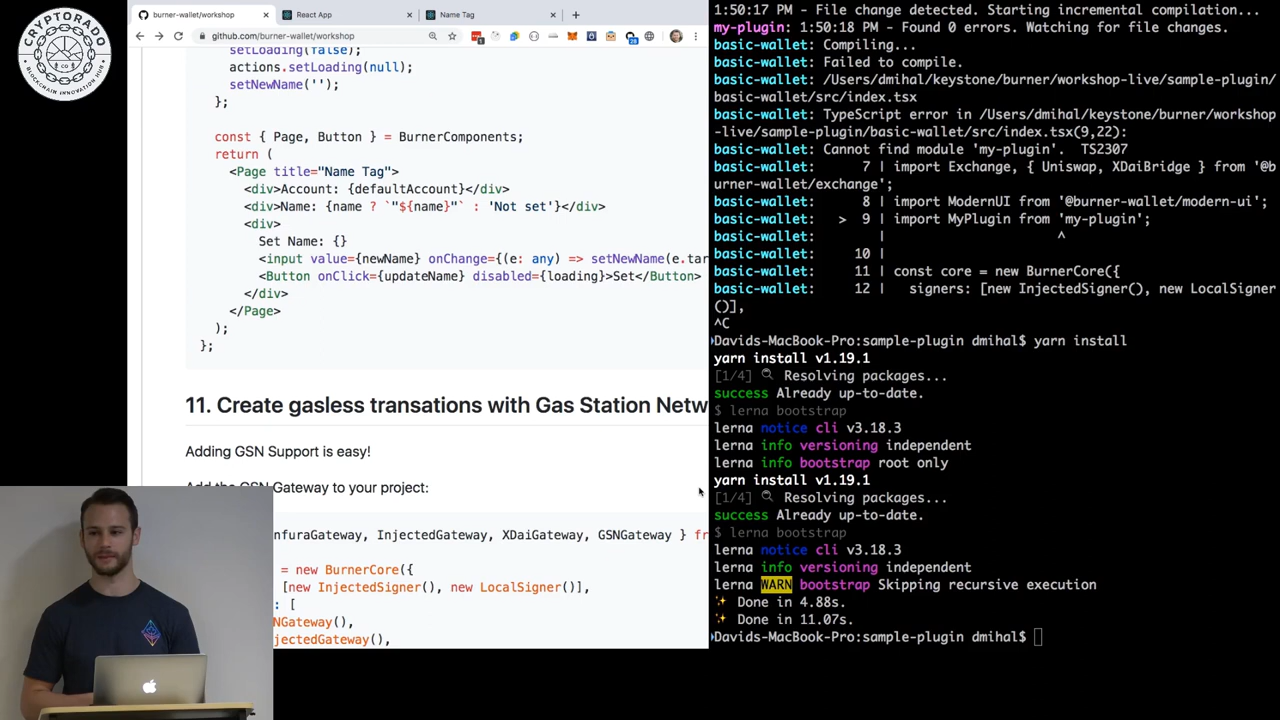 CRYPTORADO
CO
BLOCKCHAIN INNOVATION HUB
burner-wallet/workshop
React App
Name Tag
github.com/burner-wallet/workshop
setLoading(false);
actions.setLoading(null);
setNewName('');
};
const { Page, Button } = BurnerComponents;
return (
<Page title="Name Tag">
<div>Account: {defaultAccount}</div>
<div>Name: {name ? `"${name}"` : 'Not set'}</div>
<div>
Set Name: {}
<input value={newName} onChange={(e: any) => setNewName(e.tar
<Button onClick={updateName} disabled={loading}>Set</Button>
</div>
</Page>
);
};
11. Create gasless transations with Gas Station Netw
Adding GSN Support is easy!
Add the GSN Gateway to your project:
nfuraGateway, InjectedGateway, XDaiGateway, GSNGateway } fr
= new BurnerCore({
[new InjectedSigner(), new LocalSigner()],
: [
NGateway(),
jectedGateway(),
1:50:17 PM - File change detected. Starting incremental compilation...
my-plugin: 1:50:18 PM - Found 0 errors. Watching for file changes.
basic-wallet: Compiling...
basic-wallet: Failed to compile.
basic-wallet: /Users/dmihal/keystone/burner/workshop-live/sample-plugin/
basic-wallet/src/index.tsx
basic-wallet: TypeScript error in /Users/dmihal/keystone/burner/workshop
-live/sample-plugin/basic-wallet/src/index.tsx(9,22):
basic-wallet: Cannot find module 'my-plugin'.  TS2307
basic-wallet: 7 | import Exchange, { Uniswap, XDaiBridge } from '@b
urner-wallet/exchange';
basic-wallet: 8 | import ModernUI from '@burner-wallet/modern-ui';
basic-wallet: > 9 | import MyPlugin from 'my-plugin';
basic-wallet: | ^
basic-wallet: 10 |
basic-wallet: 11 | const core = new BurnerCore({
basic-wallet: 12 | signers: [new InjectedSigner(), new LocalSigner
()],
^C
Davids-MacBook-Pro:sample-plugin dmihal$ yarn install
yarn install v1.19.1
[1/4] 🔍 Resolving packages...
success Already up-to-date.
$ lerna bootstrap
lerna notice cli v3.18.3
lerna info versioning independent
lerna info bootstrap root only
yarn install v1.19.1
[1/4] 🔍 Resolving packages...
success Already up-to-date.
$ lerna bootstrap
lerna notice cli v3.18.3
lerna info versioning independent
lerna WARN bootstrap Skipping recursive execution
✨ Done in 4.88s.
✨ Done in 11.07s.
Davids-MacBook-Pro:sample-plugin dmihal$